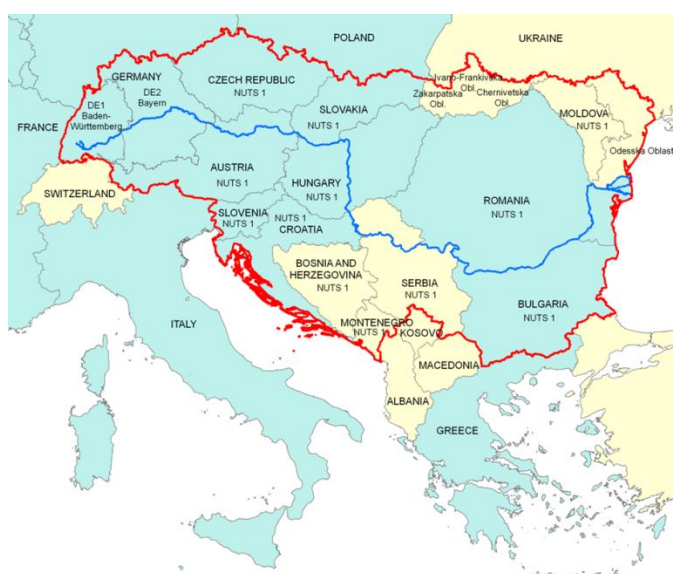 POLAND
UKRAINE
GERMANY
CZECH REPUBLIC
NUTS 1
Ivano-Frankivska
Obl.
Zakarpatska
Obl.
Chernivetska
Obl.
DE1
Baden-
Württemberg
DE2
Bayern
SLOVAKIA
NUTS 1
MOLDOVA
NUTS 1
FRANCE
Odesska Oblast
AUSTRIA
NUTS 1
HUNGARY
NUTS 1
SWITZERLAND
ROMANIA
NUTS 1
SLOVENIA
NUTS 1
NUTS 1
CROATIA
BOSNIA AND
HERZEGOVINA
NUTS 1
SERBIA
NUTS 1
BULGARIA
NUTS 1
ITALY
MONTENEGRO
NUTS 1
KOSOVO
MACEDONIA
ALBANIA
GREECE